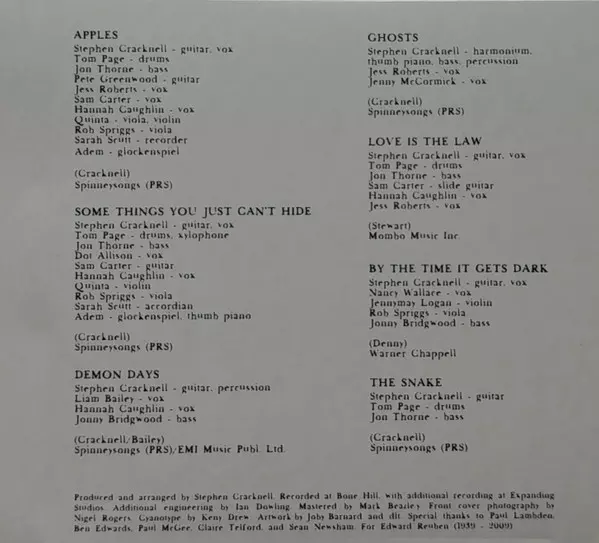 APPLES
Stephen Cracknell - guitar, vox
Tom Page - drums
Jon Thorne - bass
Pete Greenwood - guitar
Jess Roberts - vox
Sam Carter - vox
Hannah Caughlin - vox
Quinta - viola, violin
Rob Spriggs - viola
Sarah Scutt - recorder
Adem - glockenspiel
(Cracknell)
Spinneysongs (PRS)
SOME THINGS YOU JUST CAN'T HIDE
Stephen Cracknell - guitar, vox
Tom Page - drums, xylophone
Jon Thorne - bass
Dot Allison - vox
Sam Carter - guitar
Hannah Caughlin - vox
Quinta - violin
Rob Spriggs - viola
Sarah Scutt - accordian
Adem - glockenspiel, thumb piano
(Cracknell)
Spinneysongs (PRS)
DEMON DAYS
Stephen Cracknell - guitar, percussion
Liam Bailey - vox
Hannah Caughlin - vox
Jonny Bridgwood - bass
(Cracknell/Bailey)
Spinneysongs (PRS)/EMI Music Publ. Ltd.
GHOSTS
Stephen Cracknell - harmonium,
thumb piano, bass, percussion
Jess Roberts - vox
Jenny McCormick - vox
(Cracknell)
Spinneysongs (PRS)
LOVE IS THE LAW
Stephen Cracknell - guitar, vox
Tom Page - drums
Jon Thorne - bass
Sam Carter - slide guitar
Hannah Caughlin - vox
Jess Roberts - vox
(Stewart)
Mombo Music Inc.
BY THE TIME IT GETS DARK
Stephen Cracknell - guitar, vox
Nancy Wallace - vox
Jennymay Logan - violin
Rob Spriggs - viola
Jonny Bridgwood - bass
(Denny)
Warner Chappell
THE SNAKE
Stephen Cracknell - guitar
Tom Page - drums
Jon Thorne - bass
(Cracknell)
Spinneysongs (PRS)
Produced and arranged by Stephen Cracknell. Recorded at Bone Hill, with additional recording at Expanding
Studios. Additional engineering by Ian Dowling. Mastered by Mark Beazley. Front cover photography by
Nigel Rogers. Cyanotype by Keny Drew. Artwork by Joby Barnard and dit. Special thanks to Paul Lambden,
Ben Edwards, Paul McGee, Claire Telford, and Sean Newsham. For Edward Reuben (1939 - 2009)